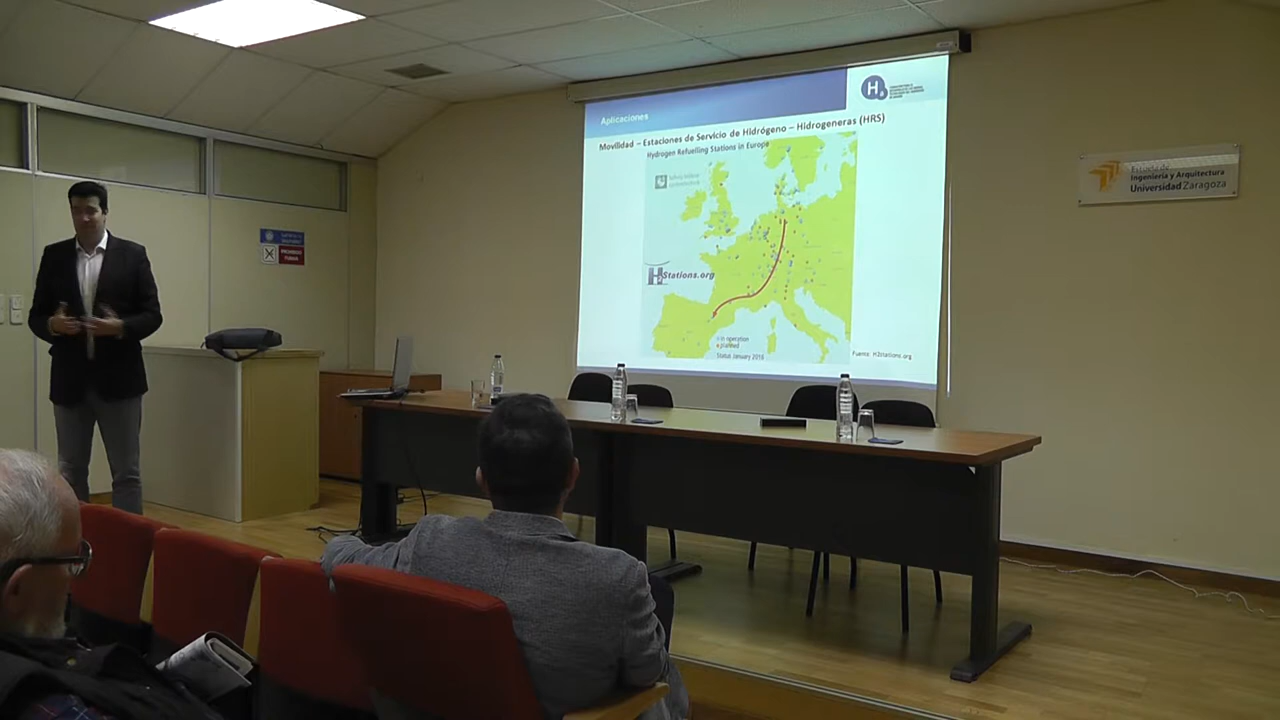 Aplicaciones
Movilidad – Estaciones de Servicio de Hidrógeno – Hidrogeneras (HRS)
Hydrogen Refuelling Stations in Europe
H2Stations.org
in operation
planned
Status January 2016
Fuente: H2stations.org
H2
Escuela de
Ingeniería y Arquitectura
Universidad Zaragoza